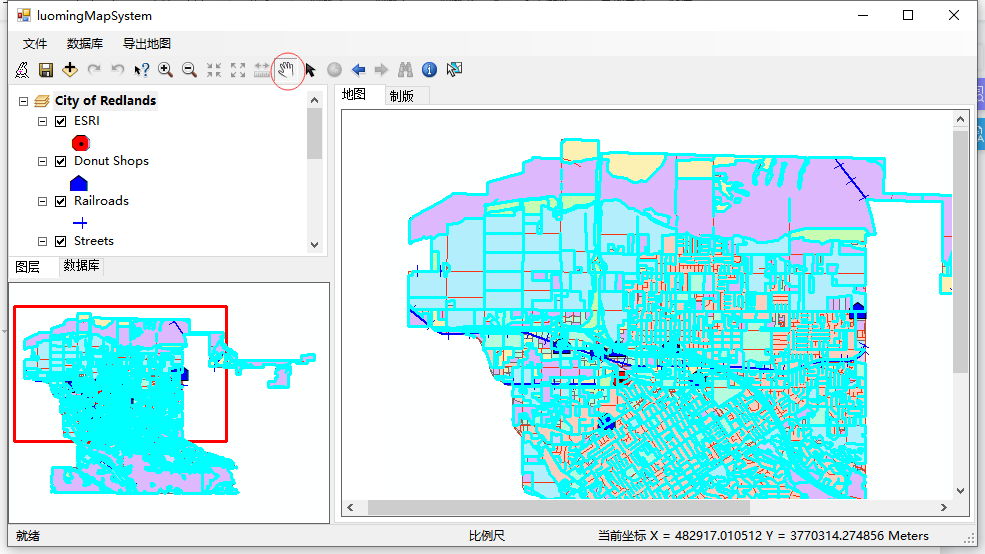 luomingMapSystem
文件 数据库 导出地图
City of Redlands
ESRI
Donut Shops
Railroads
Streets
图层 数据库
地图 制版
就绪 比例尺 当前坐标 X = 482917.010512 Y = 3770314.274856 Meters